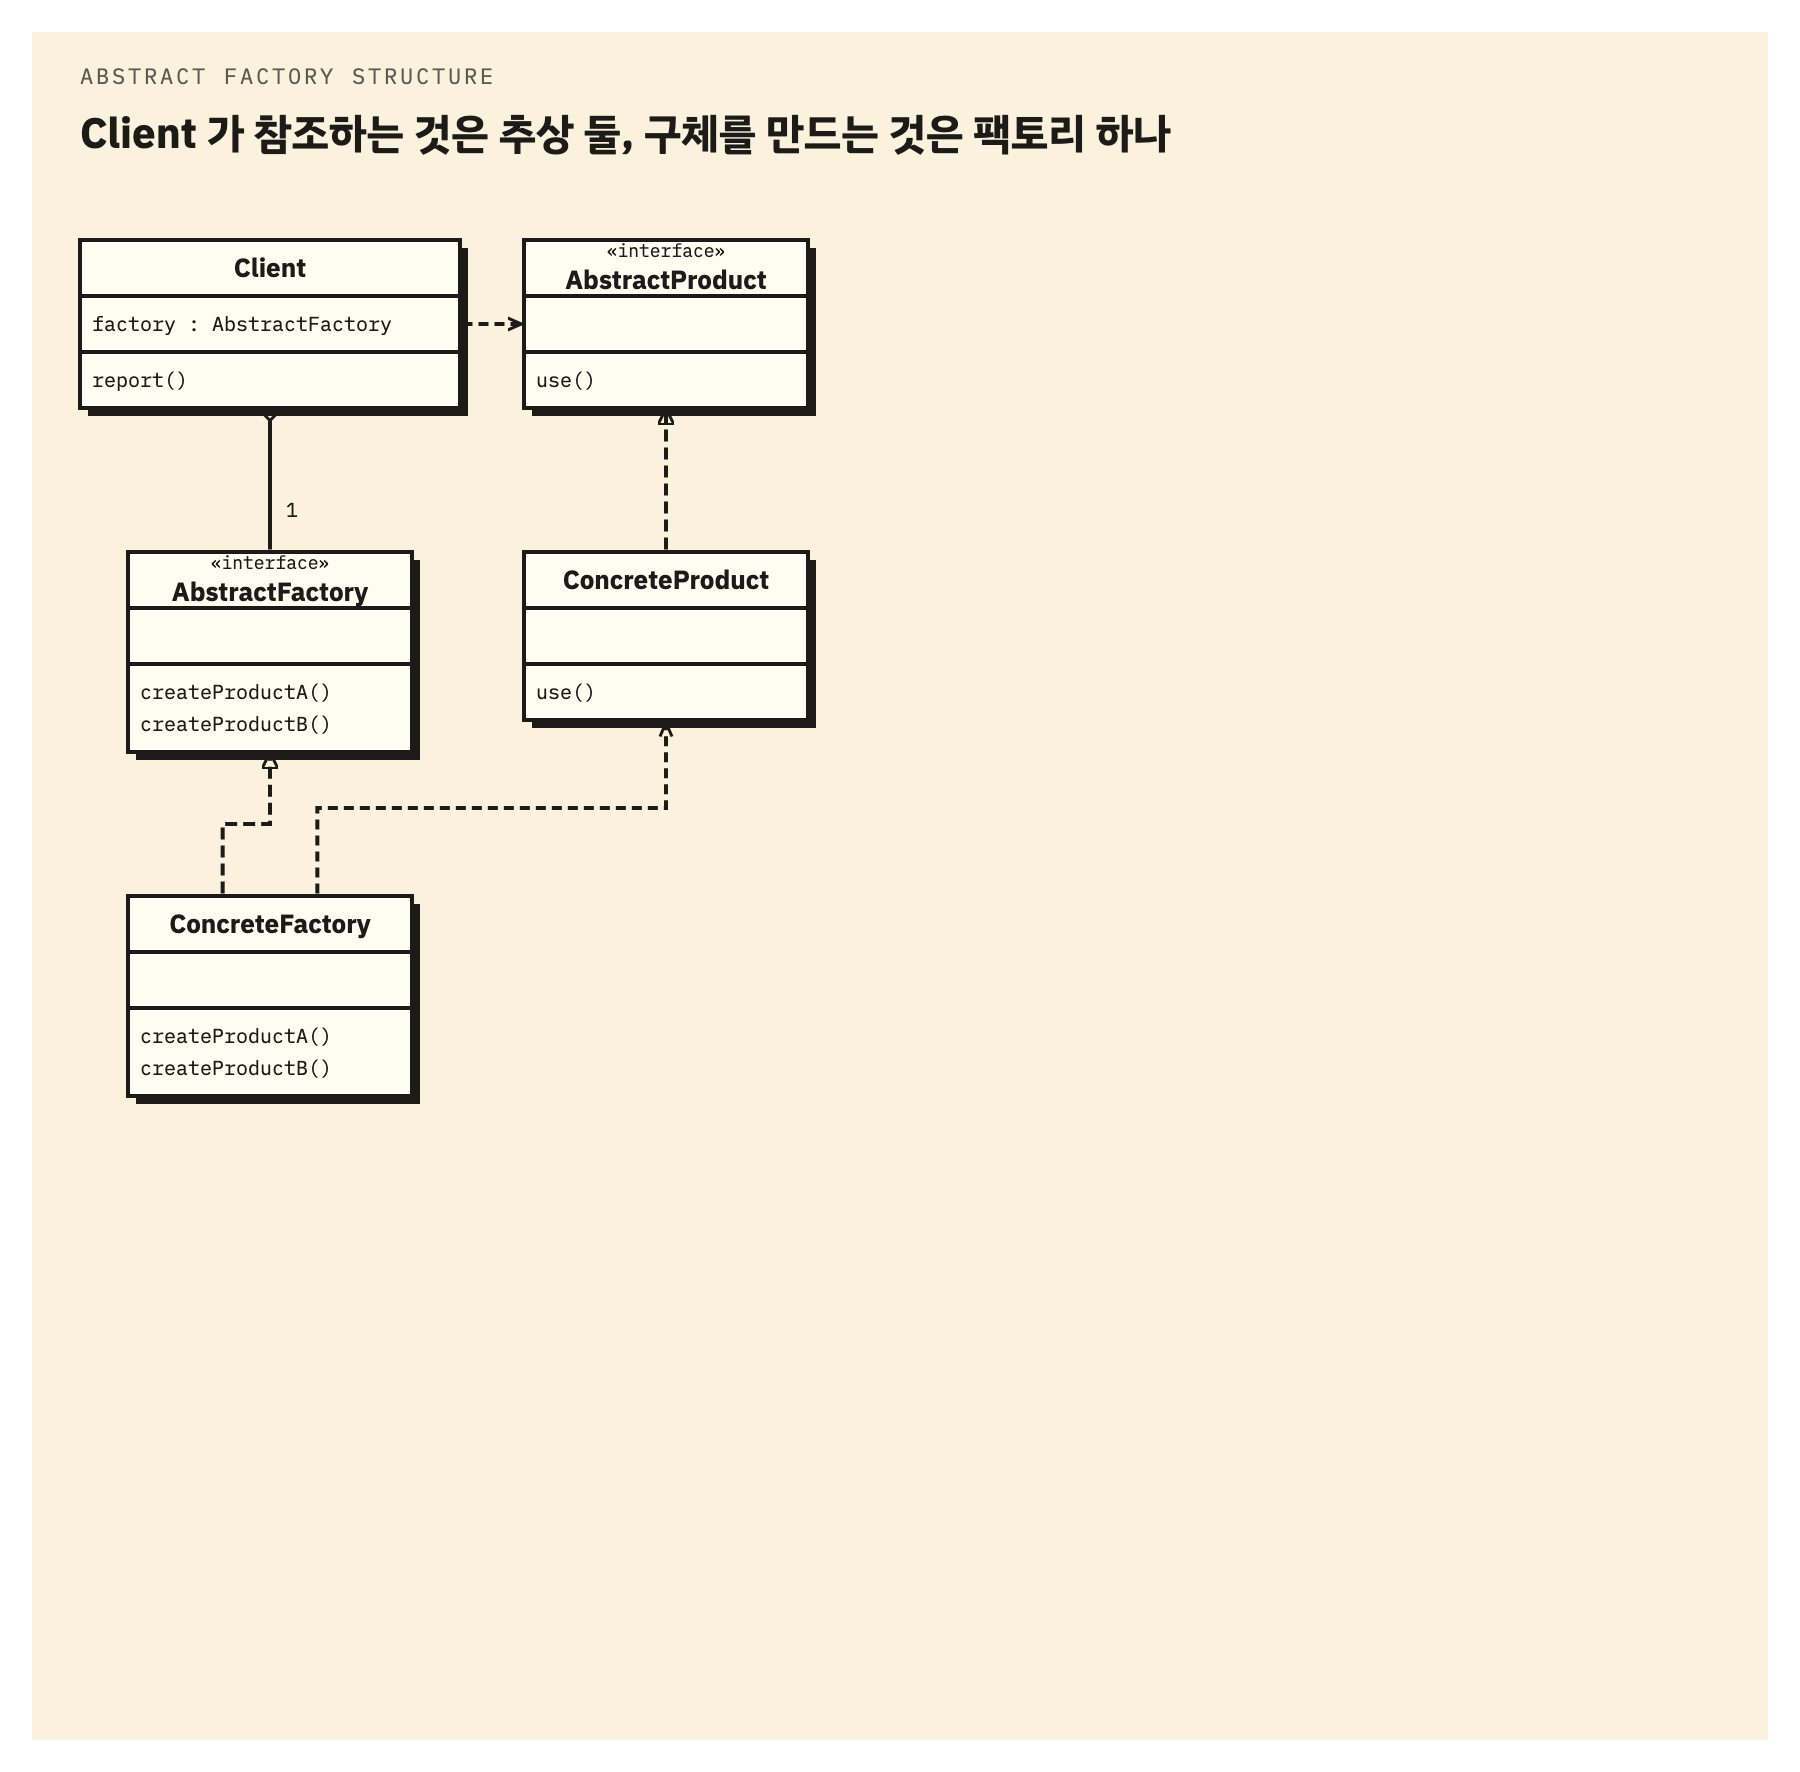 ABSTRACT FACTORY STRUCTURE
Client 가 참조하는 것은 추상 둘, 구체를 만드는 것은 팩토리 하나
Client
factory : AbstractFactory
report()
«interface»
AbstractProduct
use()
1
«interface»
AbstractFactory
createProductA()
createProductB()
ConcreteProduct
use()
ConcreteFactory
createProductA()
createProductB()